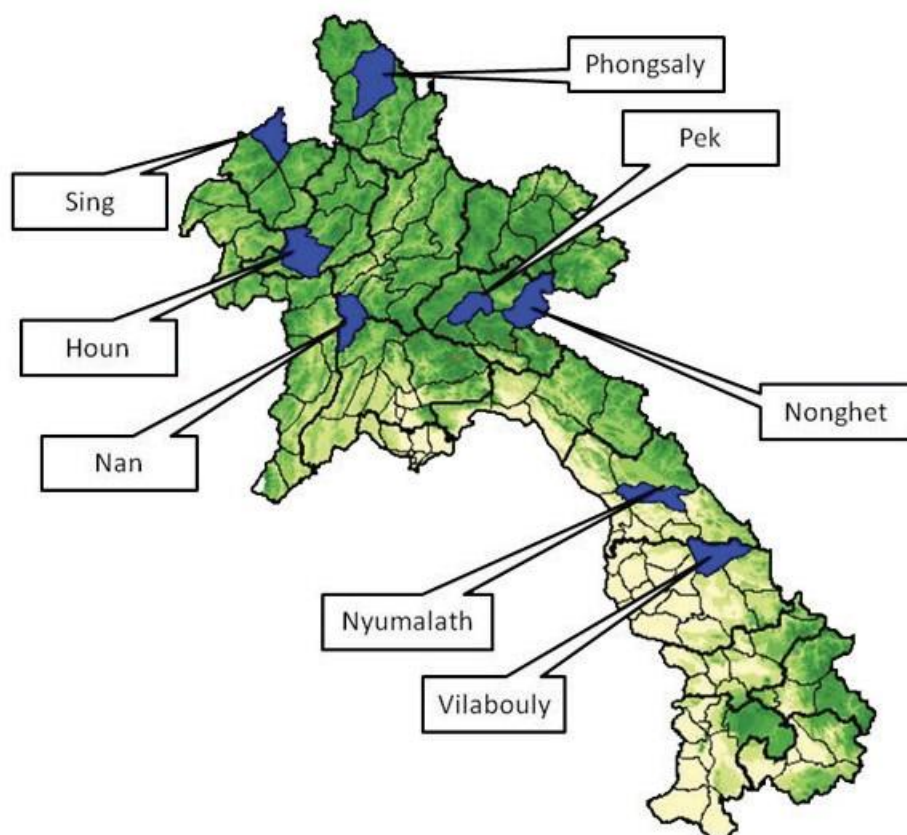 Phongsaly
Pek
Sing
Houn
Nonghet
Nan
Nyumalath
Vilabouly